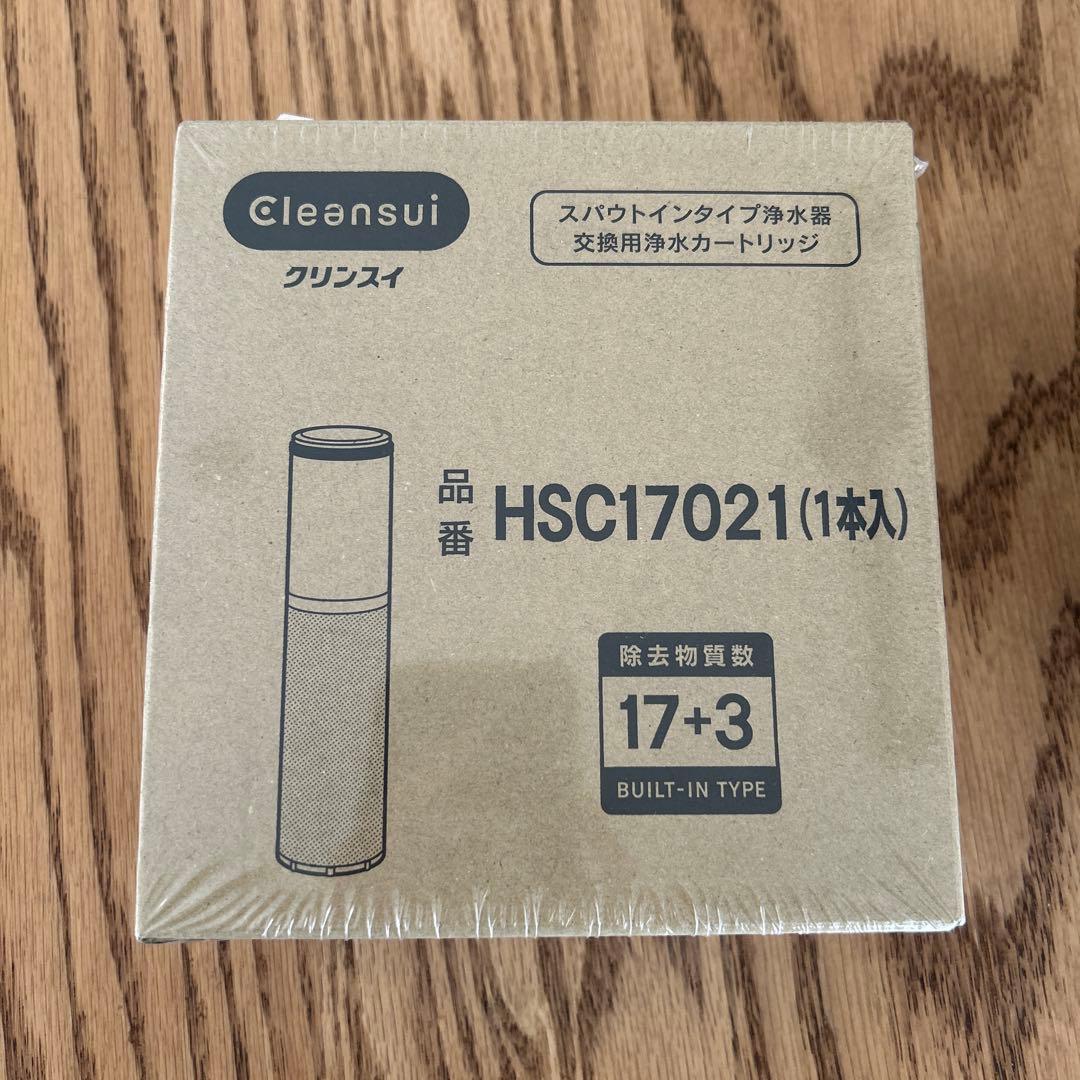 Cleansui
クリンスイ
スパウトインタイプ浄水器
交換用浄水カートリッジ
品番 HSC17021(1本入)
除去物質数
17+3
BUILT-IN TYPE